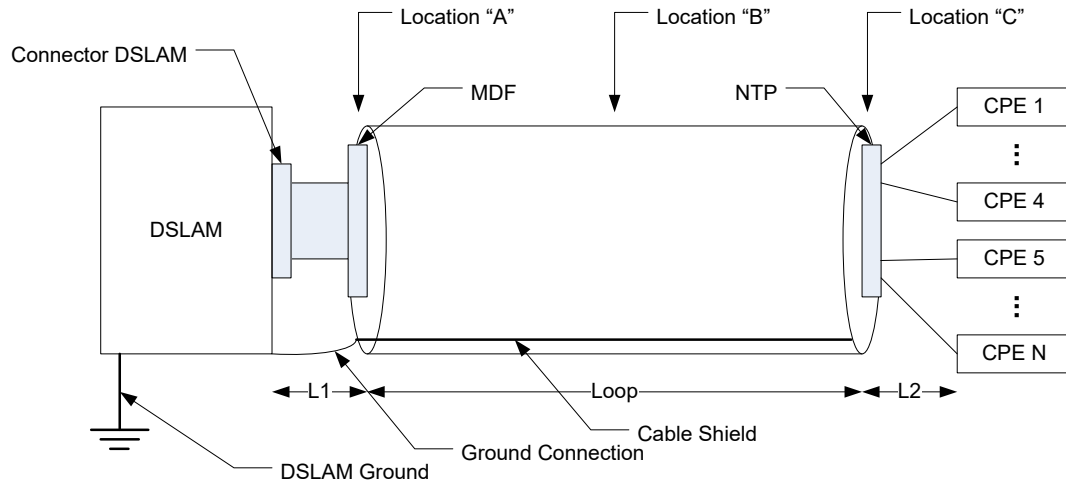 Location “A”
Location “B”
Location “C”
Connector DSLAM
MDF
NTP
CPE 1
...
CPE 4
DSLAM
CPE 5
...
CPE N
L1
Loop
L2
Cable Shield
Ground Connection
DSLAM Ground